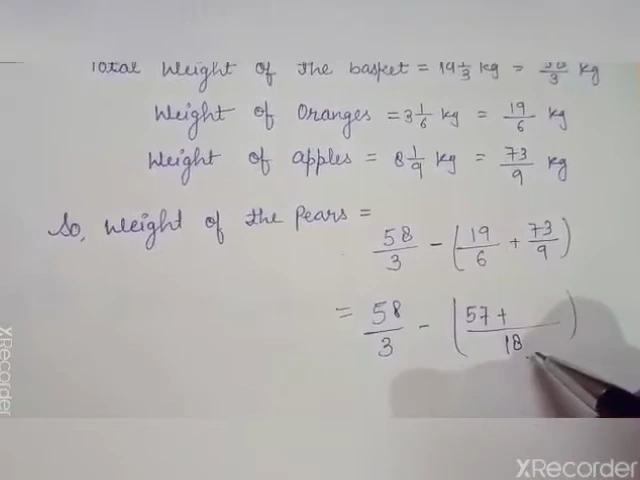 Total Weight of the basket = 19 1/3 kg = 58/3 kg
Weight of oranges = 3 1/6 kg = 19/6 kg
Weight of apples = 8 1/9 kg = 73/9 kg
So, Weight of the Pears =
58/3 - (19/6 + 73/9)
= 58/3 - (57 + / 18)
XRecorder
XRecorder